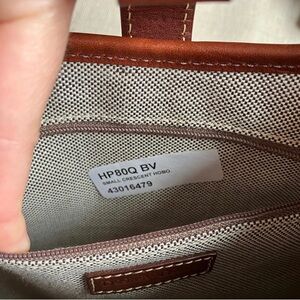 HP80Q BV
SMALL CRESCENT HOBO
43016479